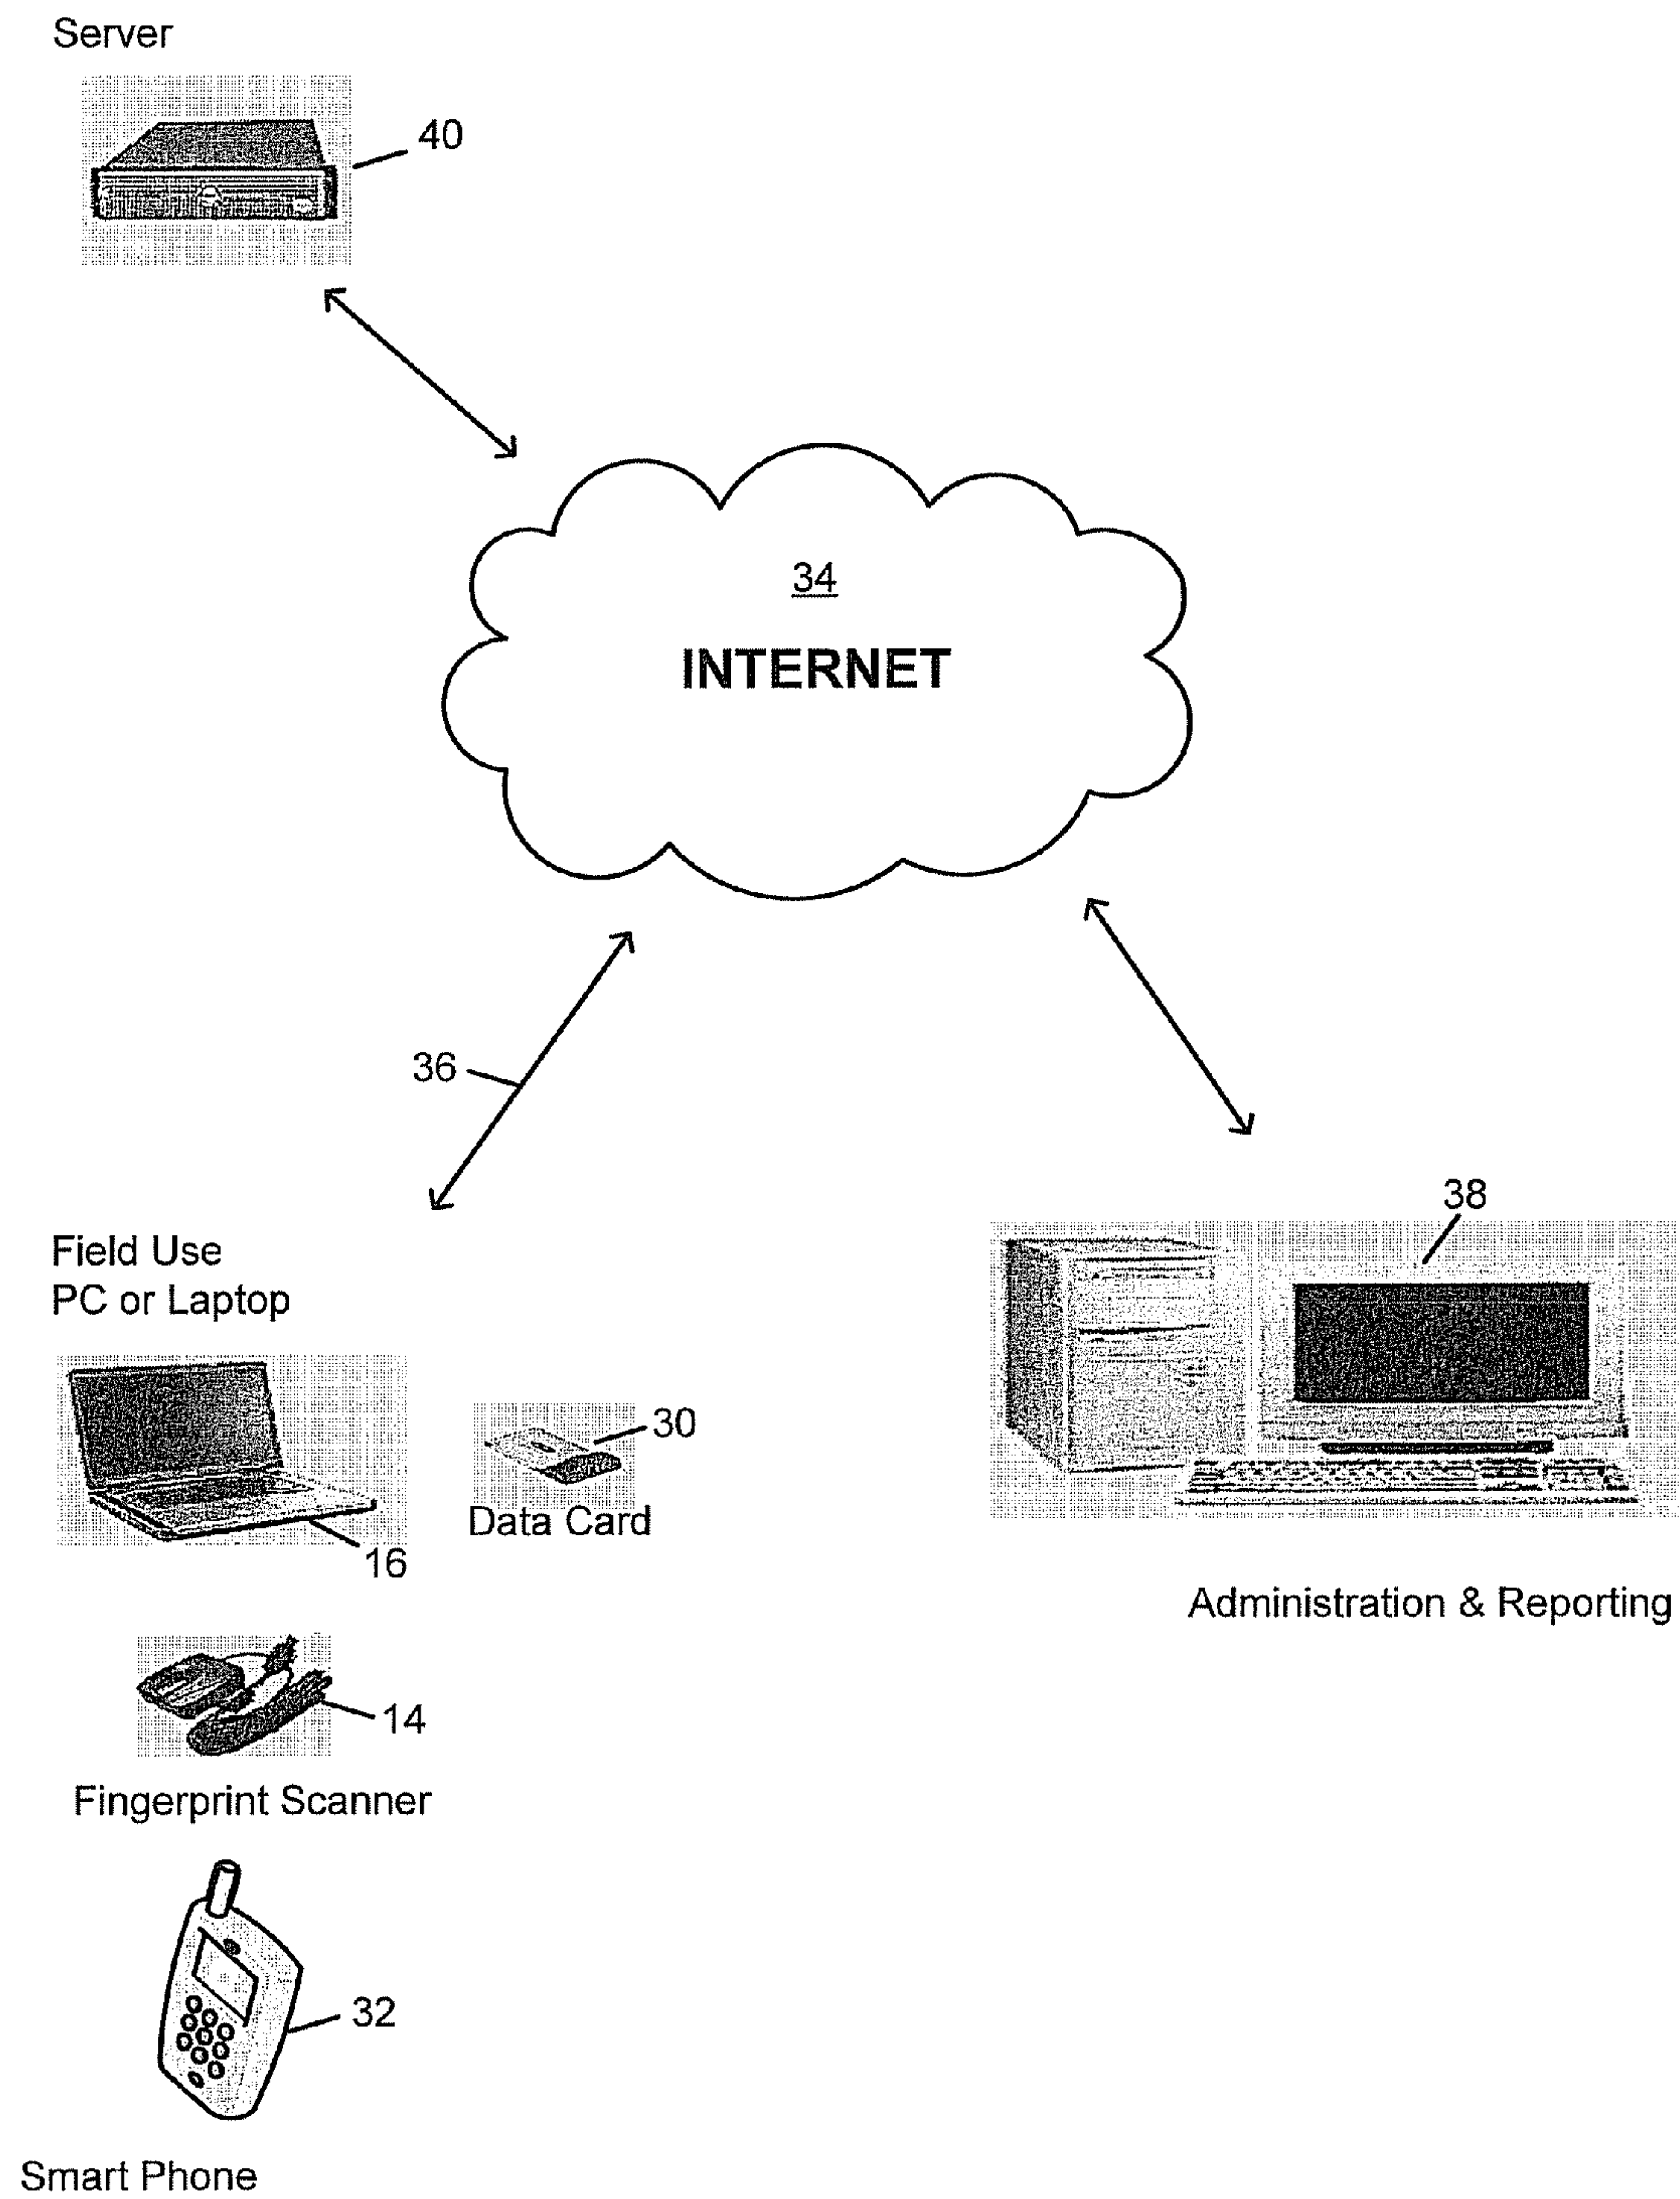 Server
40
34
INTERNET
36
38
Field Use
PC or Laptop
30
Data Card
16
Administration & Reporting
14
Fingerprint Scanner
32
Smart Phone